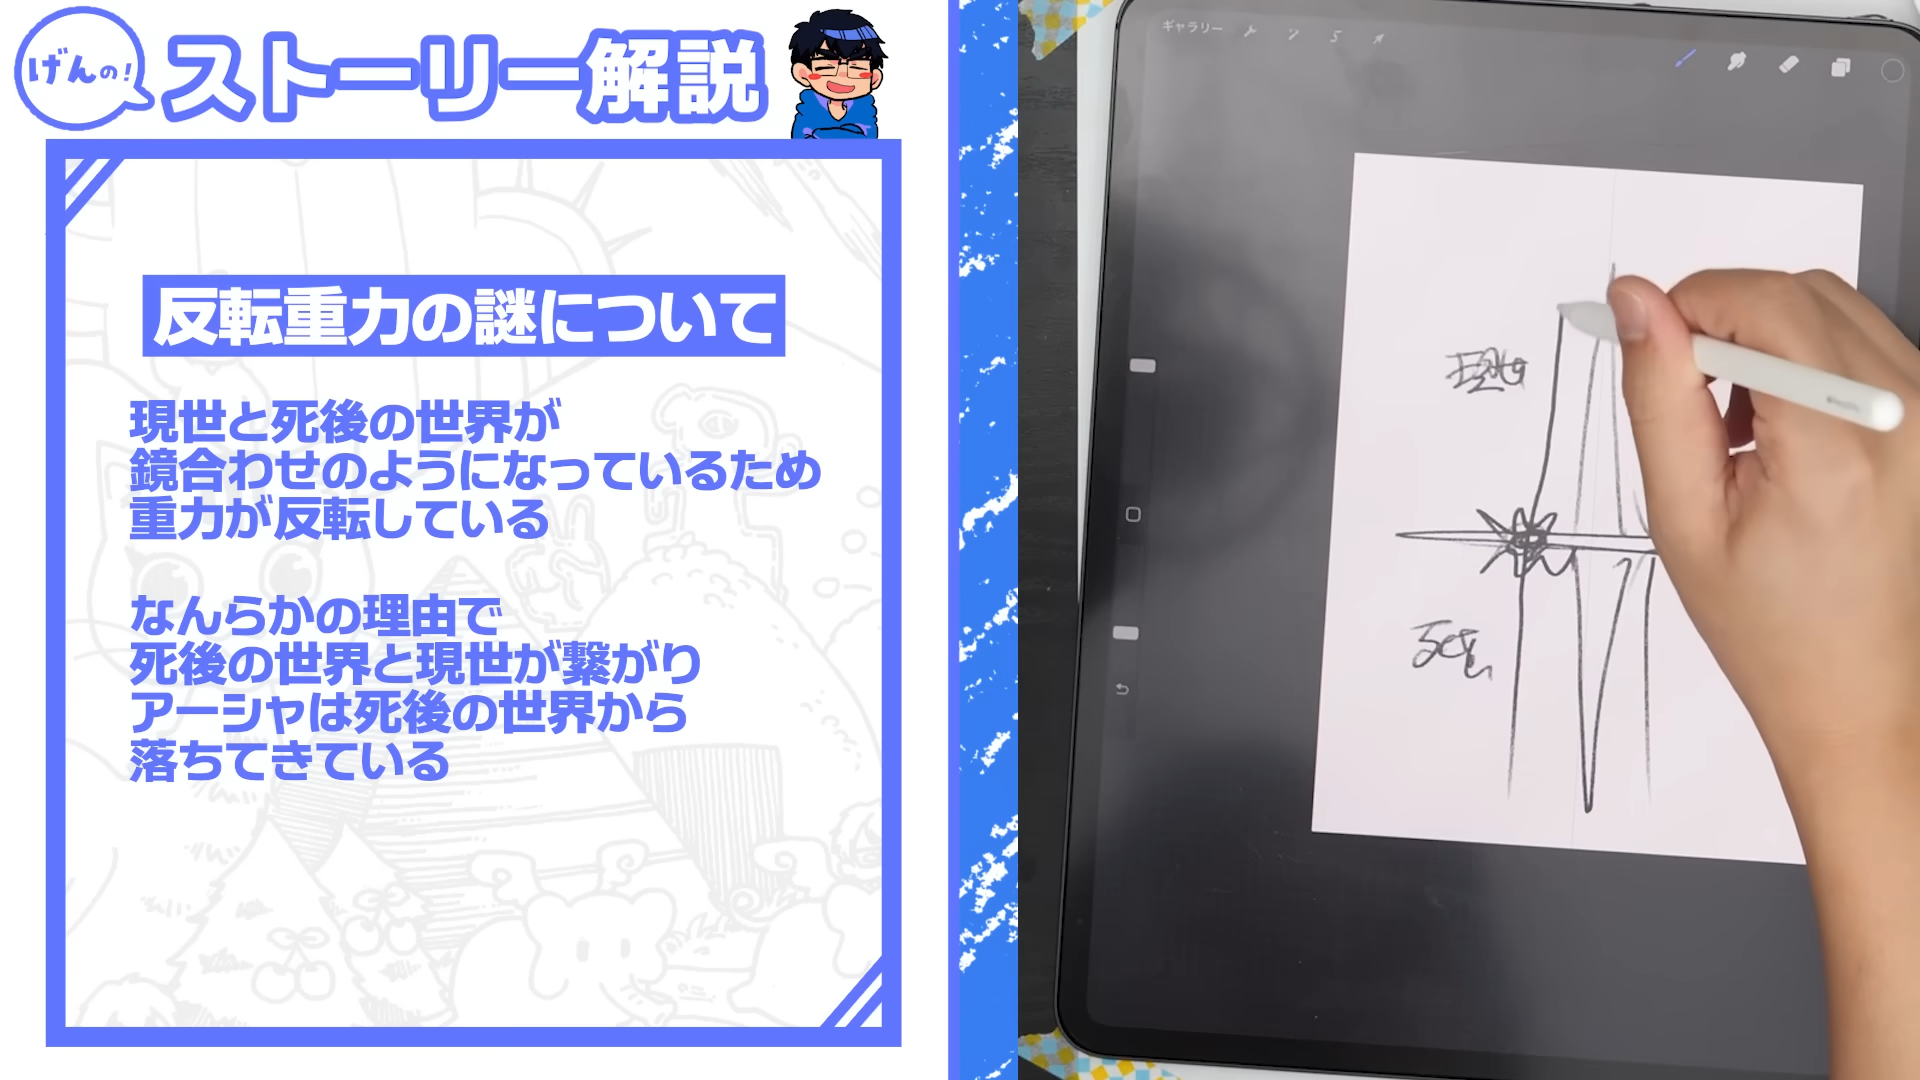 げんの!
ストーリー解説
反転重力の謎について
現世と死後の世界が
鏡合わせのようになっているため
重力が反転している
なんらかの理由で
死後の世界と現世が繋がり
アーシャは死後の世界から
落ちてきている
ギャラリー
現世